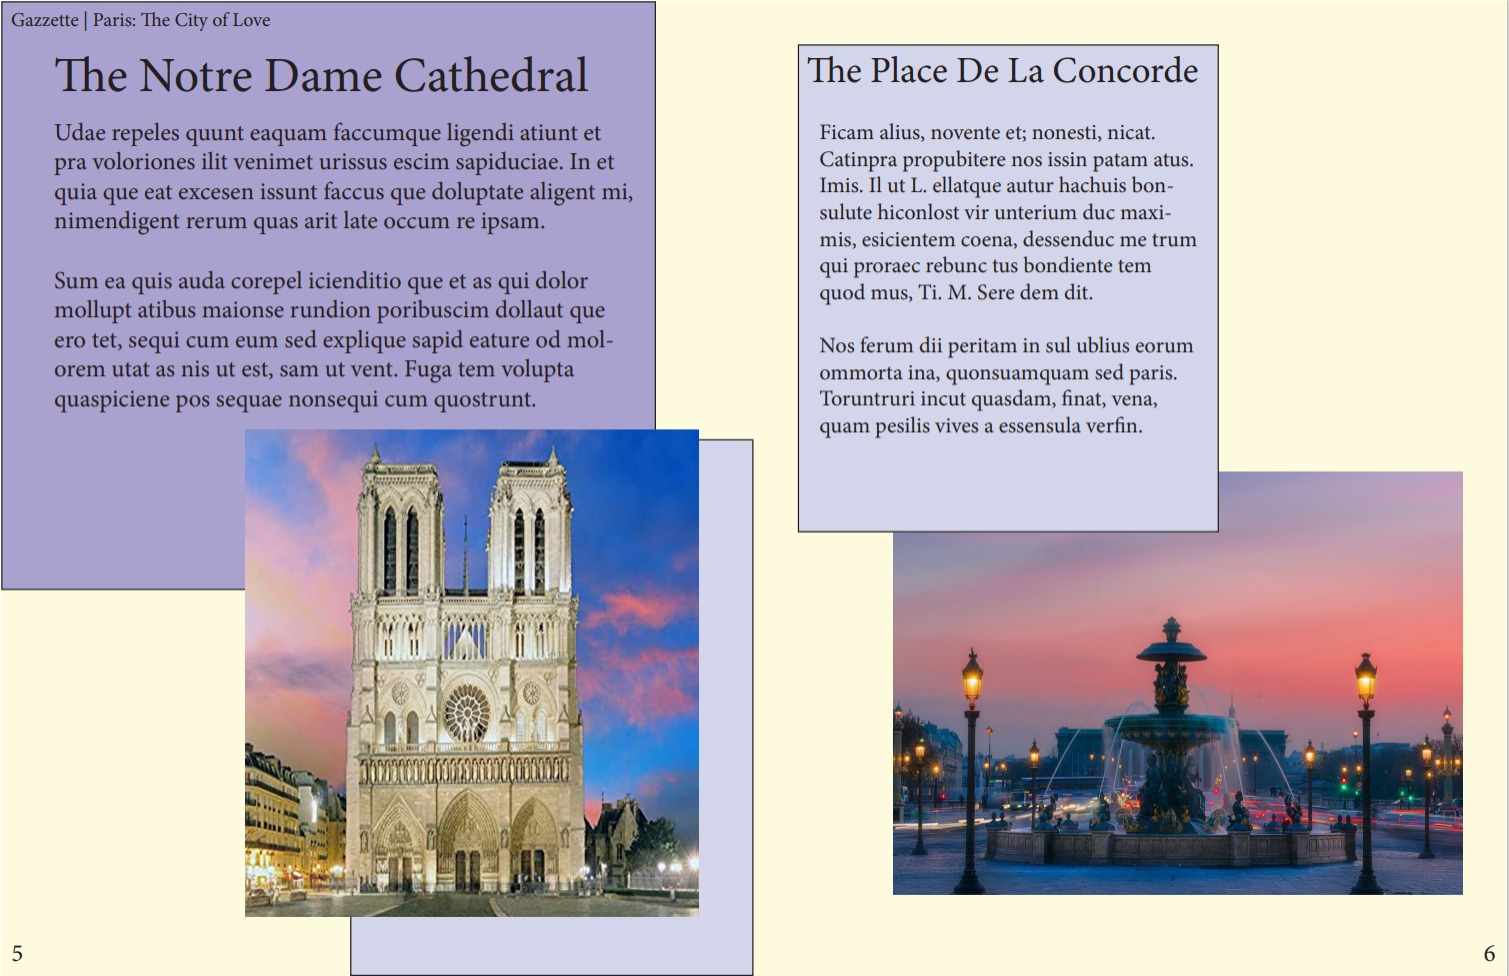 Gazzette | Paris: The City of Love
The Notre Dame Cathedral
Udae repeles quunt eaquam faccumque ligendi atiunt et
pra voloriones ilit venimet urissus escim sapiduciae. In et
quia que eat excesen issunt faccus que doluptate aligent mi,
nimendigent rerum quas arit late occum re ipsam.
Sum ea quis auda corepel icienditio que et as qui dolor
mollupt atibus maionse rundion poribuscim dollaut que
ero tet, sequi cum eum sed explique sapid eature od mol-
orem utat as nis ut est, sam ut vent. Fuga tem volupta
quaspiciene pos sequae nonsequi cum quostrunt.
5
The Place De La Concorde
Ficam alius, novente et; nonesti, nicat.
Catinpra propubitere nos issin patam atus.
Imis. Il ut L. ellatque autur hachuis bon-
sulute hiconlost vir unterium duc maxi-
mis, esicientem coena, dessenduc me trum
qui proraec rebunc tus bondiente tem
quod mus, Ti. M. Sere dem dit.
Nos ferum dii peritam in sul ublius eorum
ommorta ina, quonsuamquam sed paris.
Toruntruri incut quasdam, finat, vena,
quam pesilis vives a essensula verfin.
6